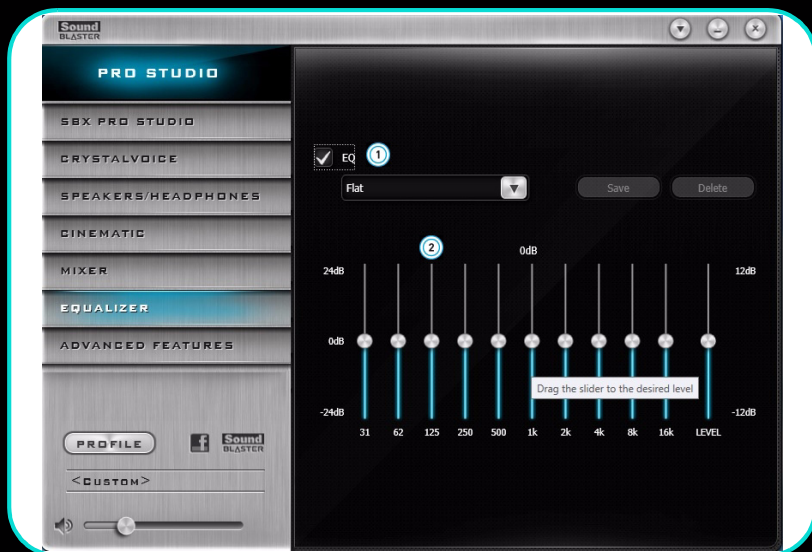 Sound
BLASTER
PRO STUDIO
SBX PRO STUDIO
CRYSTALVOICE
SPEAKERS/HEADPHONES
CINEMATIC
MIXER
EQUALIZER
ADVANCED FEATURES
PROFILE
f
Sound
BLASTER
<CUSTOM>
EQ
1
Flat
Save
Delete
2
0dB
24dB
12dB
0dB
Drag the slider to the desired level
-24dB
-12dB
31 62 125 250 500 1k 2k 4k 8k 16k LEVEL